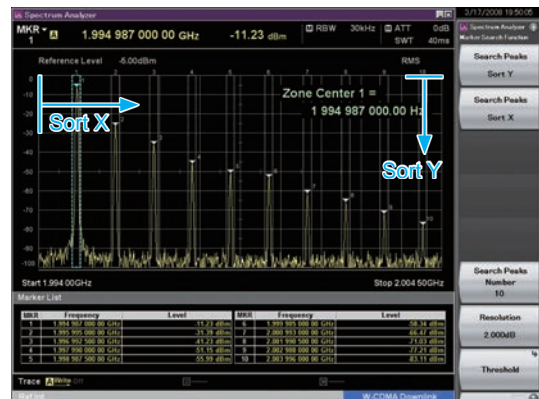 Spectrum Analyzer
3/17/2008 19:50:05
MKR 1 A 1.994 987 000 00 GHz -11.23 dBm RBW 30kHz ATT 0dB
SWT 40ms
Spectrum Analyzer
Marker Search Function
Reference Level -5.00dBm RMS
Search Peaks
Sort Y
Search Peaks
Sort X
Zone Center 1 =
1 994 987 000.00 Hz
Sort X
Sort Y
Start 1.994 00GHz Stop 2.004 50GHz
Search Peaks
Number
10
Resolution
2.000dB
Threshold
Marker List
MKR Frequency Level MKR Frequency Level
1 1.994 987 000 00 GHz -11.23 dBm 6 1.999 985 000 00 GHz -58.34 dBm
2 1.995 995 000 00 GHz -31.39 dBm 7 2.000 993 000 00 GHz -66.47 dBm
3 1.996 992 500 00 GHz -41.23 dBm 8 2.001 990 500 00 GHz -71.03 dBm
4 1.997 990 000 00 GHz -51.15 dBm 9 2.002 988 000 00 GHz -77.21 dBm
5 1.998 987 500 00 GHz -55.99 dBm 10 2.003 996 000 00 GHz -83.11 dBm
Trace A Write Off
W-CDMA Downlink